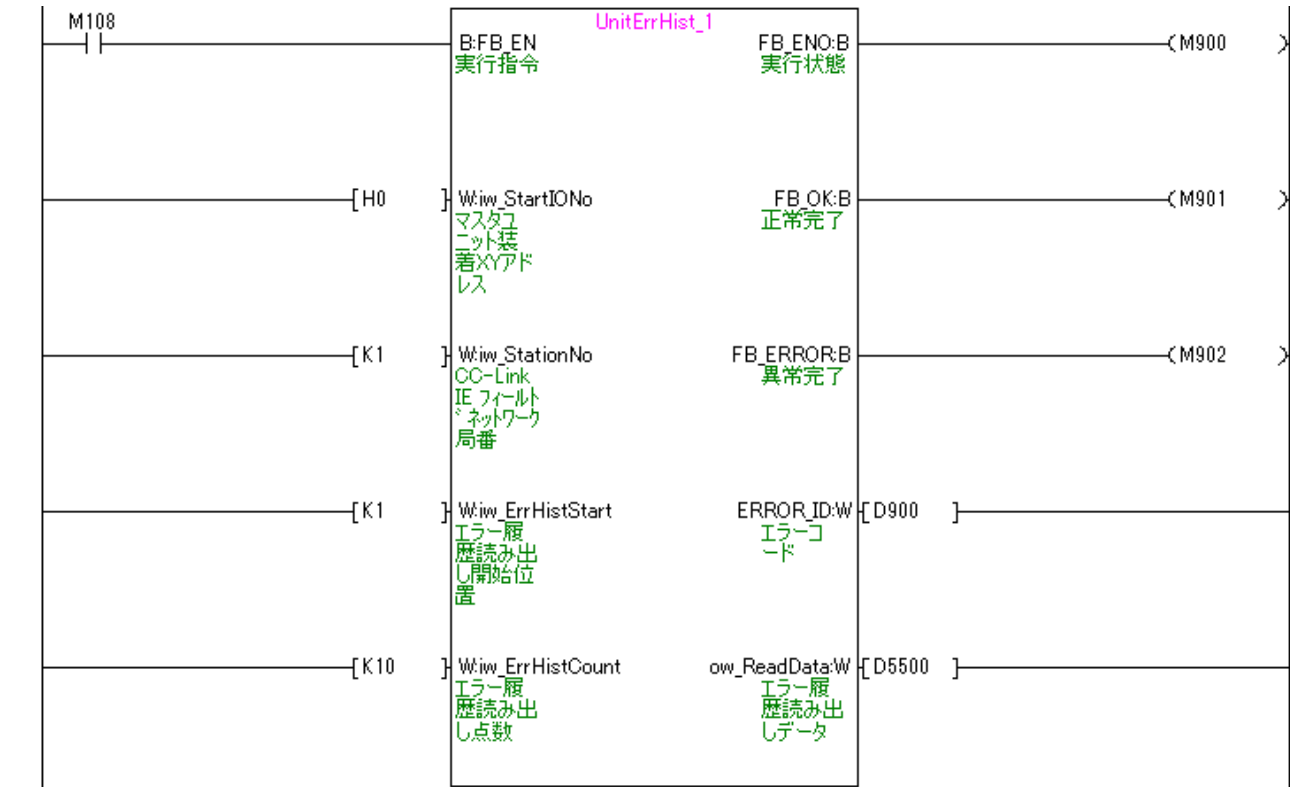 M108
UnitErrHist_1
B:FB_EN
実行指令
FB_ENO:B
実行状態
(M900 )
[H0 ]
W:iw_StartIONo
マスタユ
ニット装
着XYアド
レス
FB_OK:B
正常完了
(M901 )
[K1 ]
W:iw_StationNo
CC-Link
IE フィールト
゛ネットワーク
局番
FB_ERROR:B
異常完了
(M902 )
[K1 ]
W:iw_ErrHistStart
エラー履
歴読み出
し開始位
置
ERROR_ID:W
エラーコ
ード
[D900 ]
[K10 ]
W:iw_ErrHistCount
エラー履
歴読み出
し点数
ow_ReadData:W
エラー履
歴読み出
しデータ
[D5500 ]